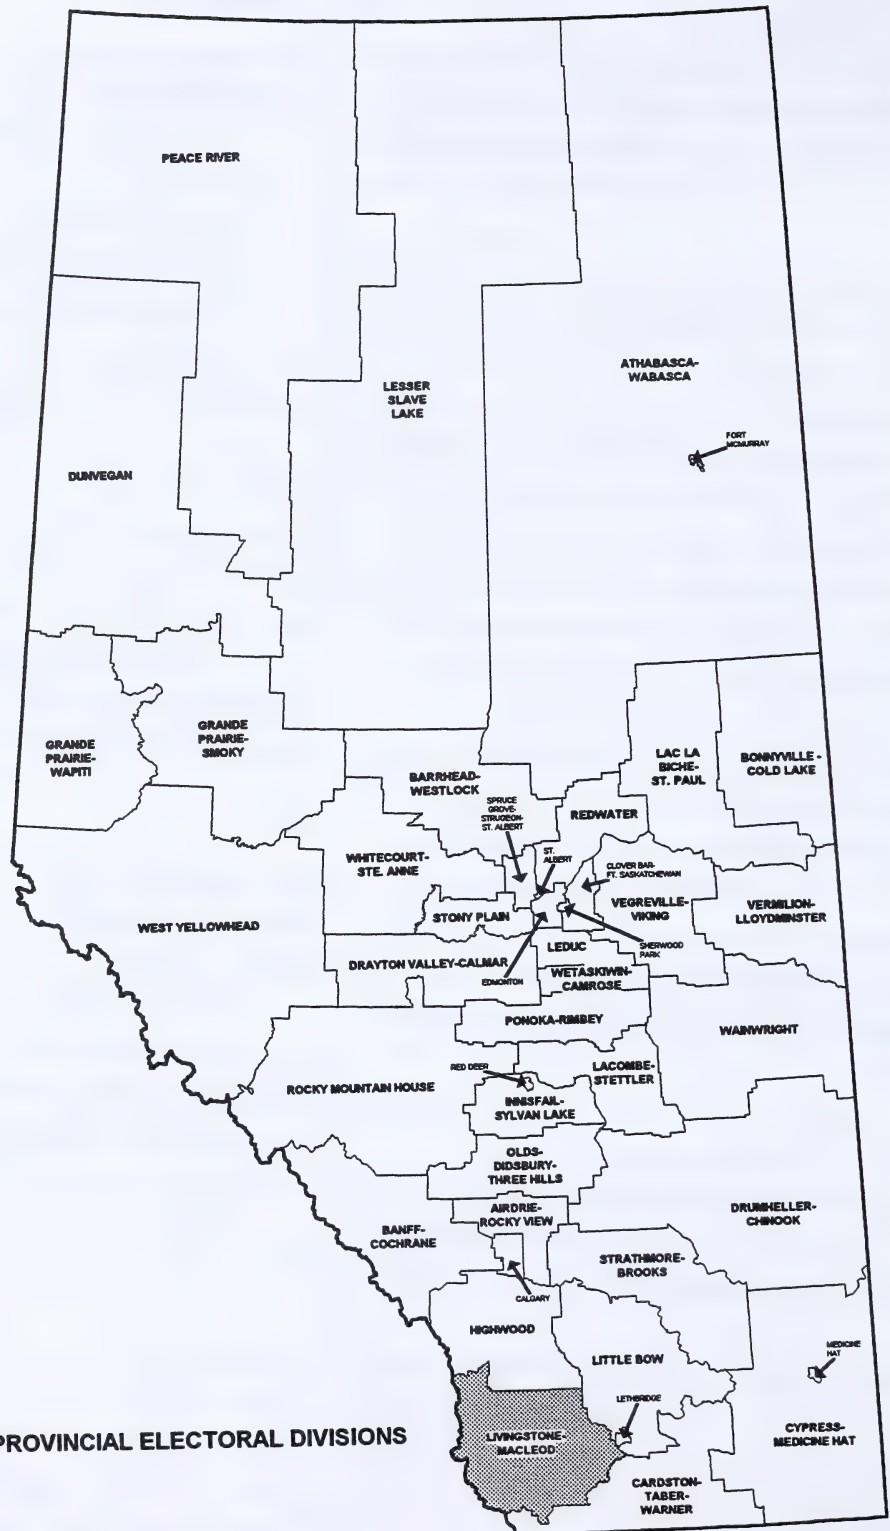 PEACE RIVER
ATHABASCA-
WABASCA
LESSER
SLAVE
LAKE
FORT
MCMURRAY
DUNVEGAN
GRANDE
PRAIRIE-
SMOKY
GRANDE
PRAIRIE-
WAPITI
LAC LA
BICHE-
ST. PAUL
BONNYVILLE -
COLD LAKE
BARRHEAD-
WESTLOCK
SPRUCE
GROVE-
STRUGEON-
ST. ALBERT
REDWATER
ST.
ALBERT
WHITECOURT-
STE. ANNE
CLOVER BAR-
FT. SASKATCHEWAN
VEGREVILLE-
VIKING
VERMILION-
LLOYDMINSTER
STONY PLAIN
WEST YELLOWHEAD
LEDUC
SHERWOOD
PARK
DRAYTON VALLEY-CALMAR
EDMONTON
WETASKIWIN-
CAMROSE
PONOKA-RIMBEY
WAINWRIGHT
RED DEER
LACOMBE-
STETTLER
ROCKY MOUNTAIN HOUSE
INNISFAIL-
SYLVAN LAKE
OLDS-
DIDSBURY-
THREE HILLS
AIRDRIE-
ROCKY VIEW
DRUMHELLER-
CHINOOK
BANFF-
COCHRANE
STRATHMORE-
BROOKS
CALGARY
HIGHWOOD
LITTLE BOW
MEDICINE
HAT
LETHBRIDGE
PROVINCIAL ELECTORAL DIVISIONS
LIVINGSTONE-
MACLEOD
CYPRESS-
MEDICINE HAT
CARDSTON-
TABER-
WARNER